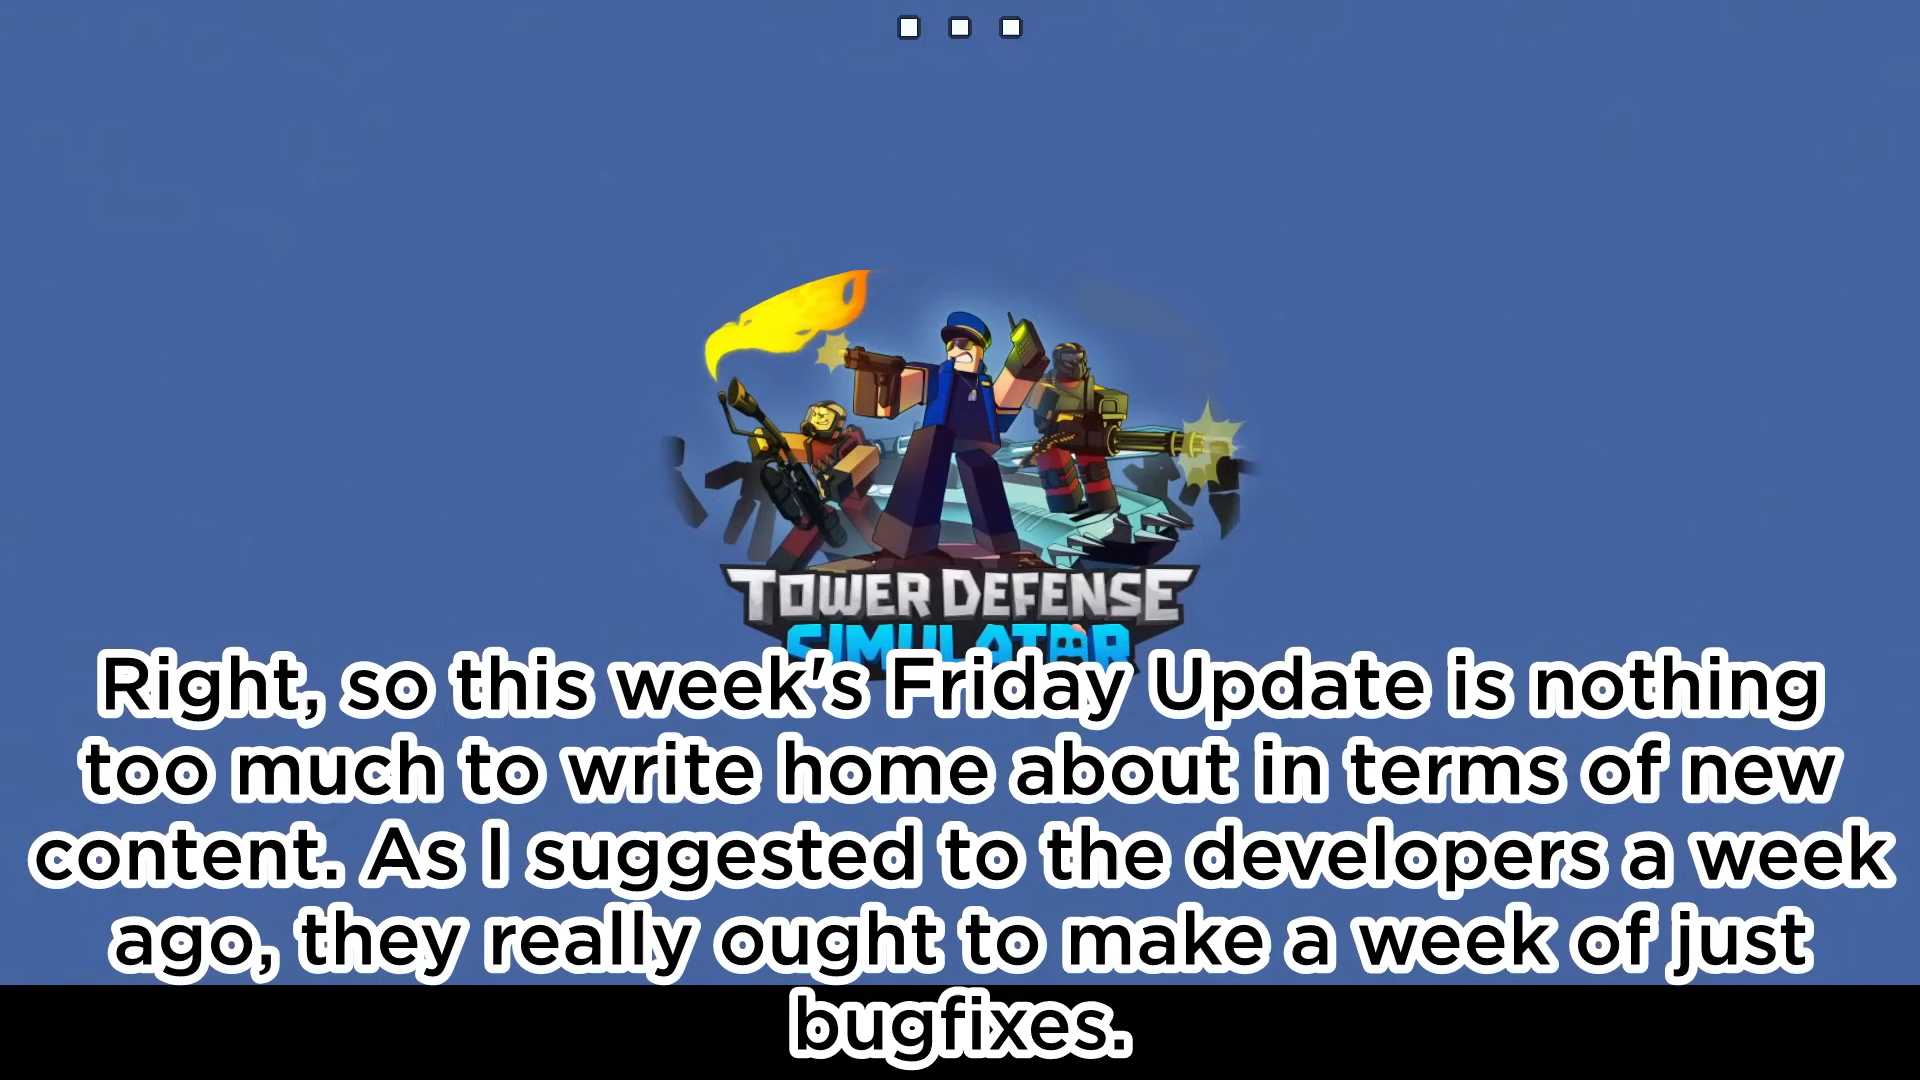 TOWER DEFENSE
SIMULATOR
Right, so this week's Friday Update is nothing
too much to write home about in terms of new
content. As I suggested to the developers a week
ago, they really ought to make a week of just
bugfixes.